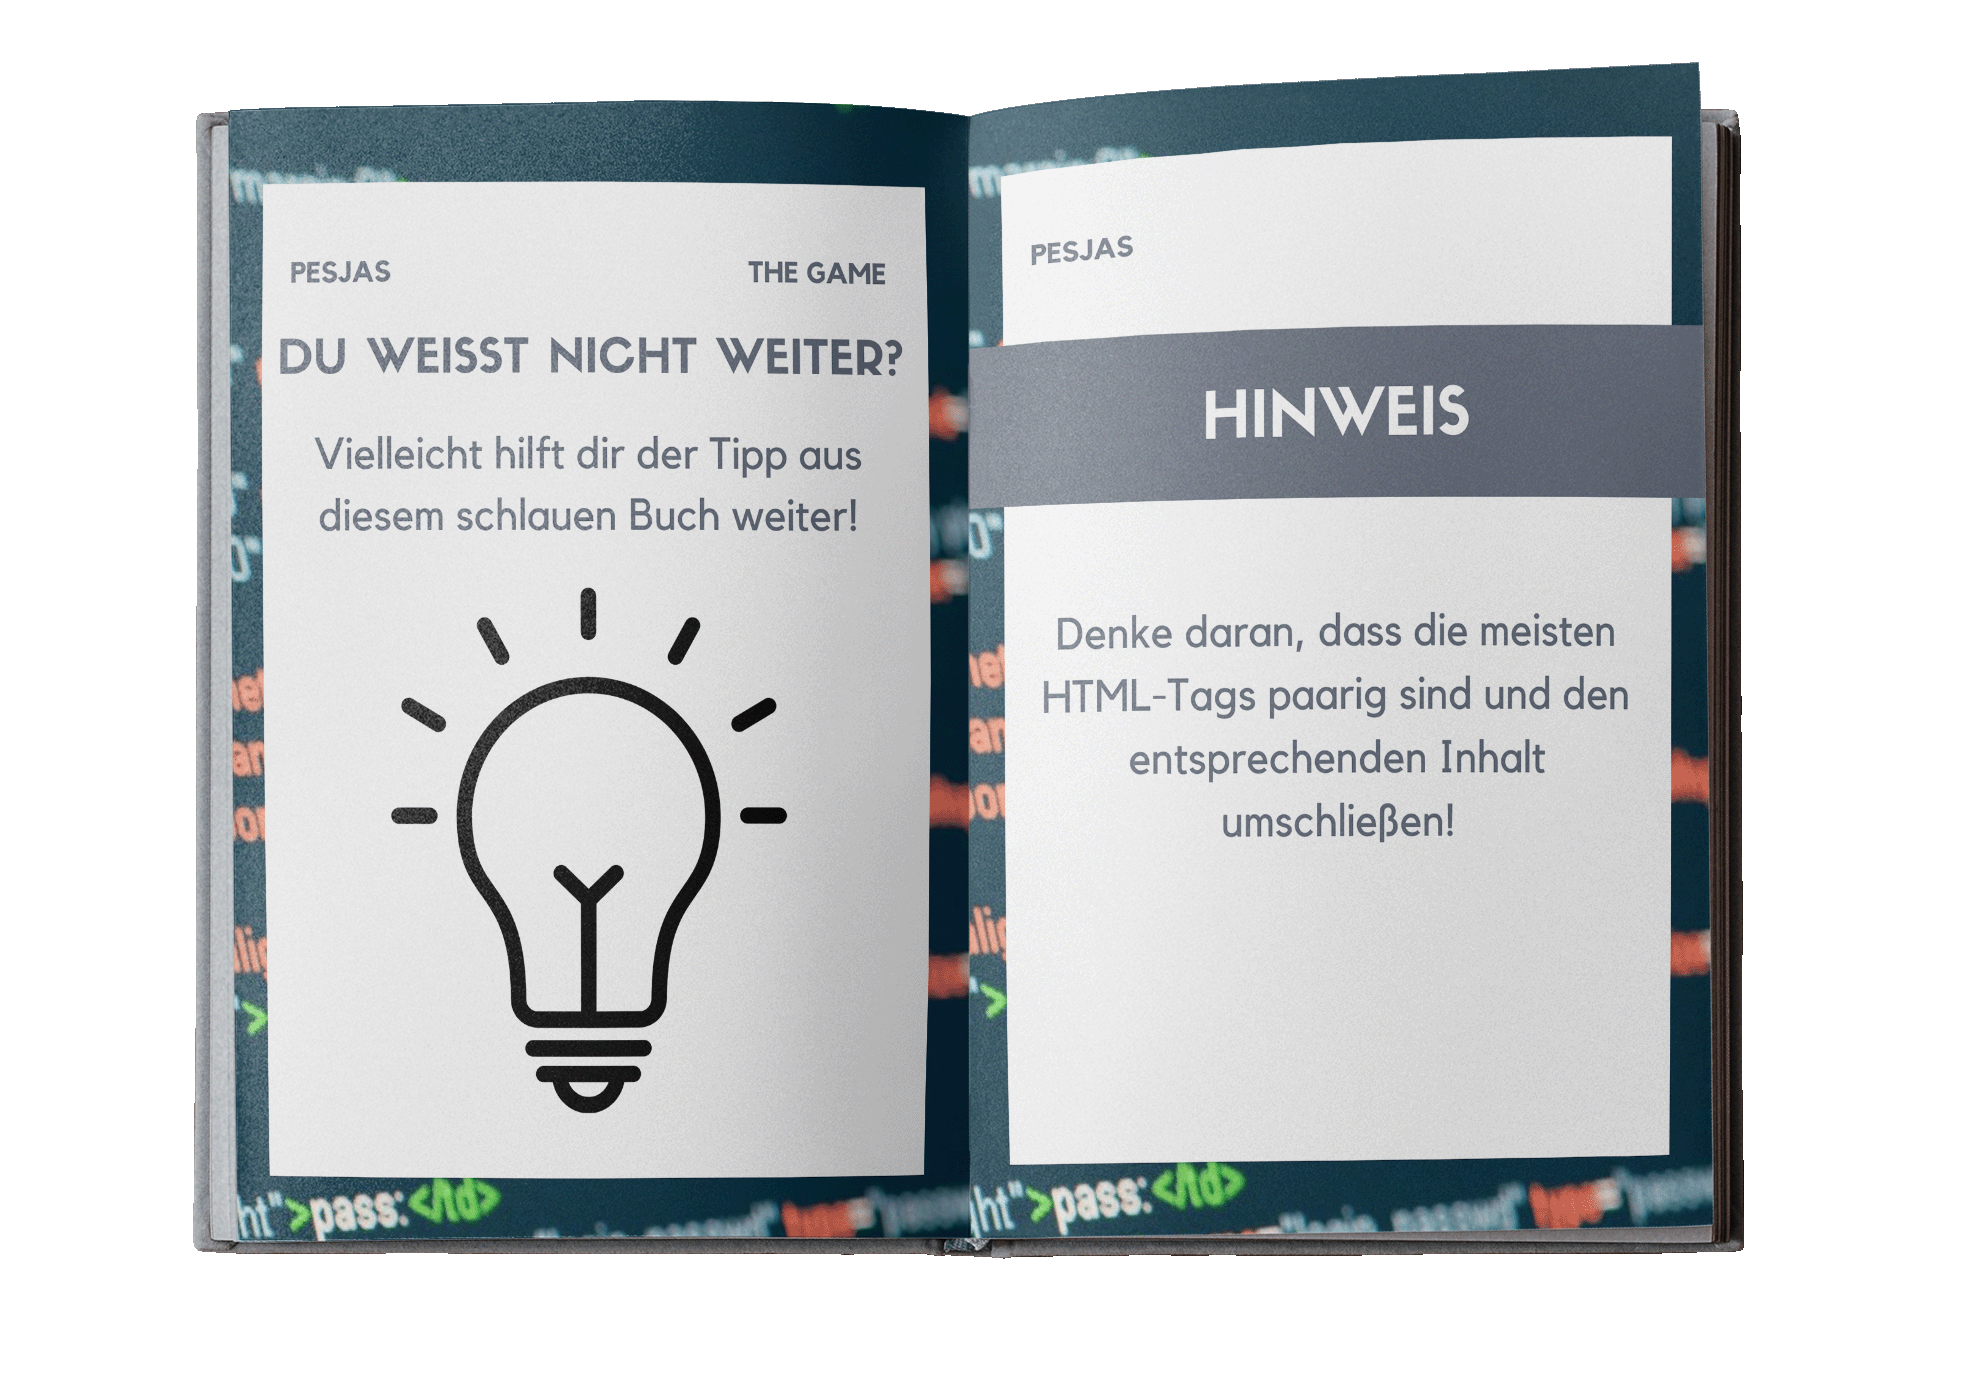 PESJAS
THE GAME
DU WEISST NICHT WEITER?
Vielleicht hilft dir der Tipp aus
diesem schlauen Buch weiter!
ht">pass:</td>
PESJAS
HINWEIS
Denke daran, dass die meisten
HTML-Tags paarig sind und den
entsprechenden Inhalt
umschließen!
ht">pass:</td>